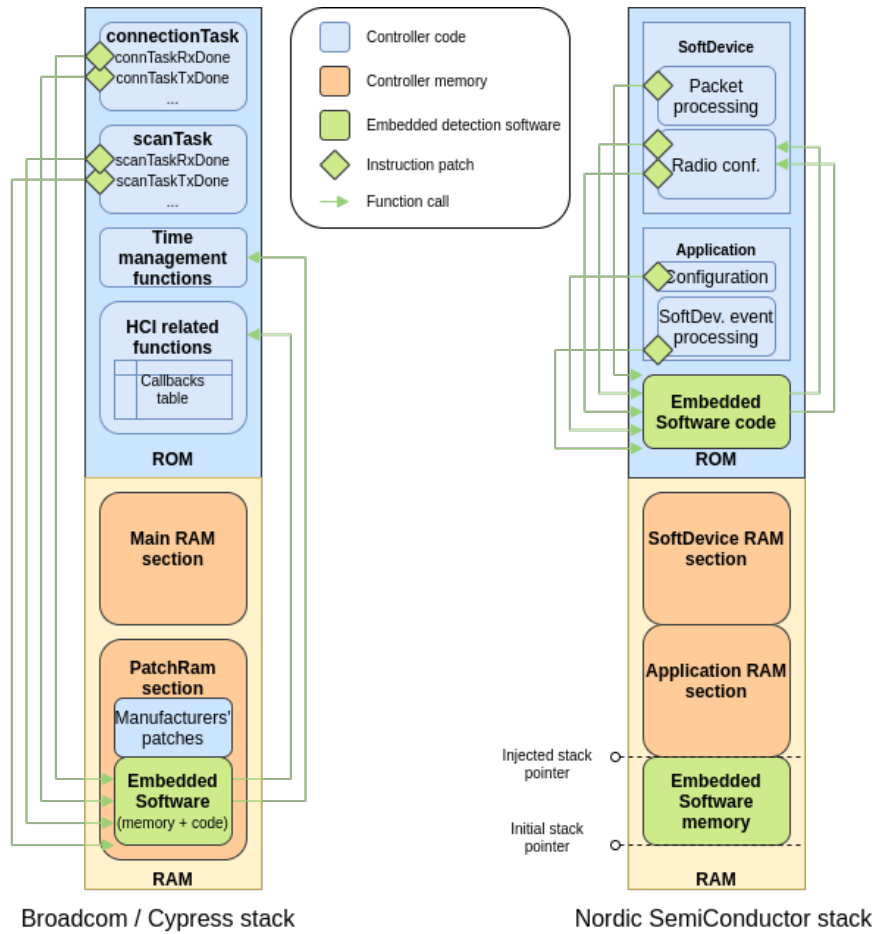 connectionTask
connTaskRxDone
connTaskTxDone
...
scanTask
scanTaskRxDone
scanTaskTxDone
...
Time
management
functions
HCI related
functions
Callbacks
table
ROM
Main RAM
section
PatchRam
section
Manufacturers'
patches
Embedded
Software
(memory + code)
RAM
Broadcom / Cypress stack
Controller code
Controller memory
Embedded detection software
Instruction patch
Function call
SoftDevice
Packet
processing
Radio conf.
Application
Configuration
SoftDev. event
processing
Embedded
Software code
ROM
SoftDevice RAM
section
Application RAM
section
Injected stack
pointer
Embedded
Software
memory
Initial stack
pointer
RAM
Nordic SemiConductor stack